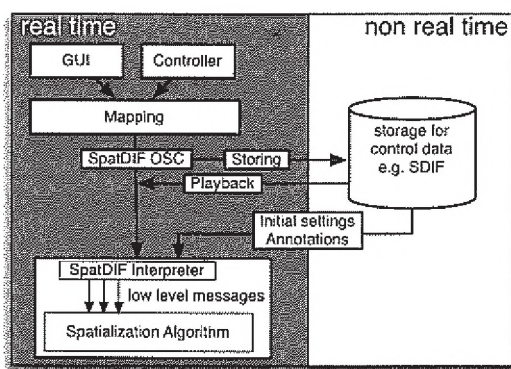 real time
non real time
GUI
Controller
Mapping
storage for
control data
e.g. SDIF
SpatDIF OSC
Storing
Playback
Initial settings
Annotations
SpatDIF Interpreter
low level messages
Spatialization Algorithm